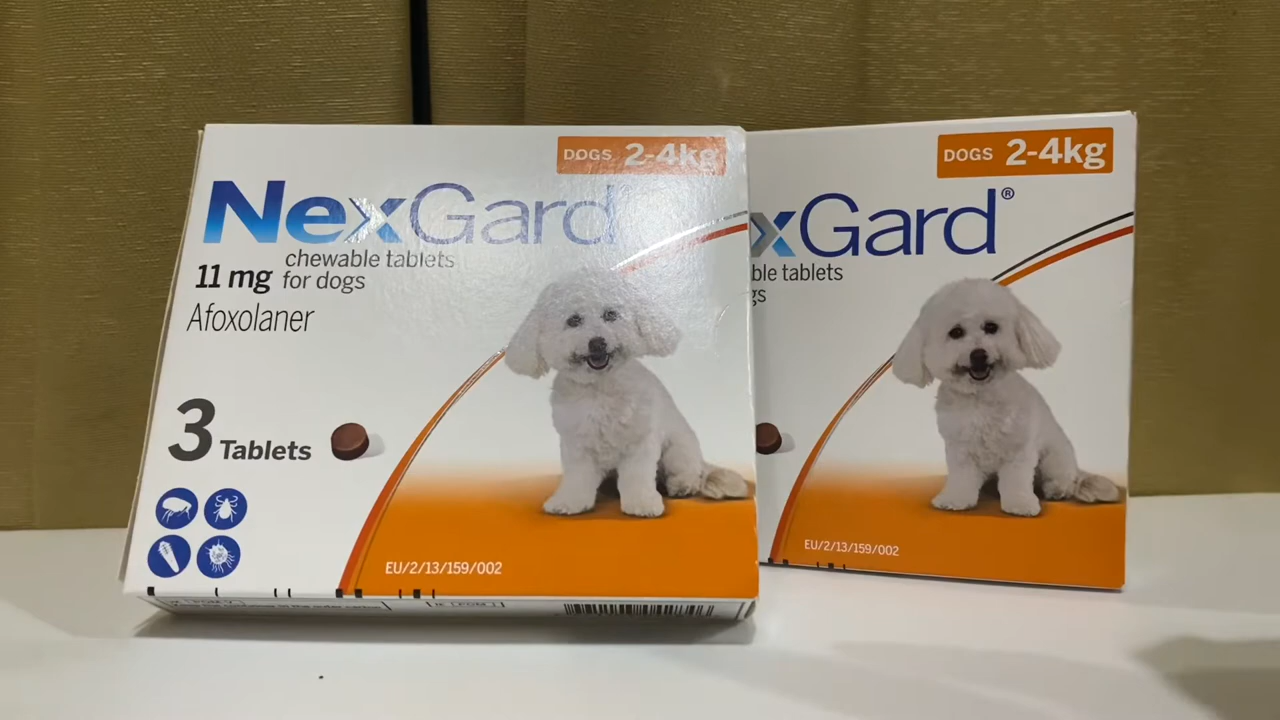 DOGS 2-4kg
NexGard
chewable tablets
11 mg for dogs
Afoxolaner
3 Tablets
EU/2/13/159/002
DOGS 2-4kg
xGard®
ble tablets
gs
EU/2/13/159/002